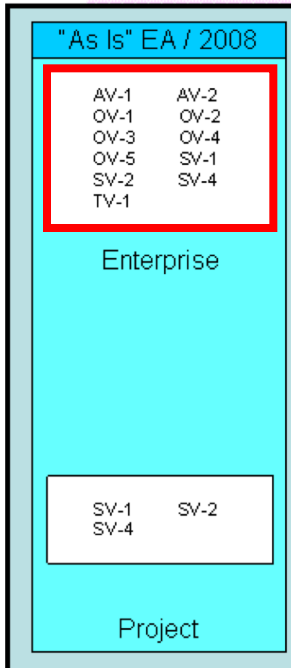 "As Is" EA / 2008
AV-1 AV-2
OV-1 OV-2
OV-3 OV-4
OV-5 SV-1
SV-2 SV-4
TV-1
Enterprise
SV-1 SV-2
SV-4
Project